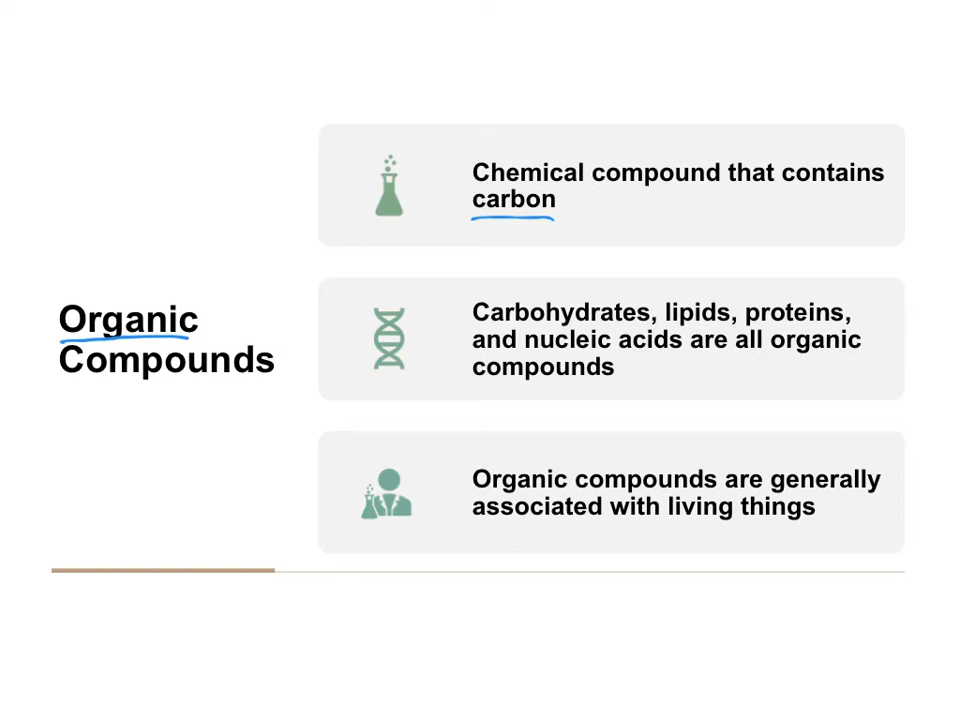 Organic
Compounds
Chemical compound that contains
carbon
Carbohydrates, lipids, proteins,
and nucleic acids are all organic
compounds
Organic compounds are generally
associated with living things